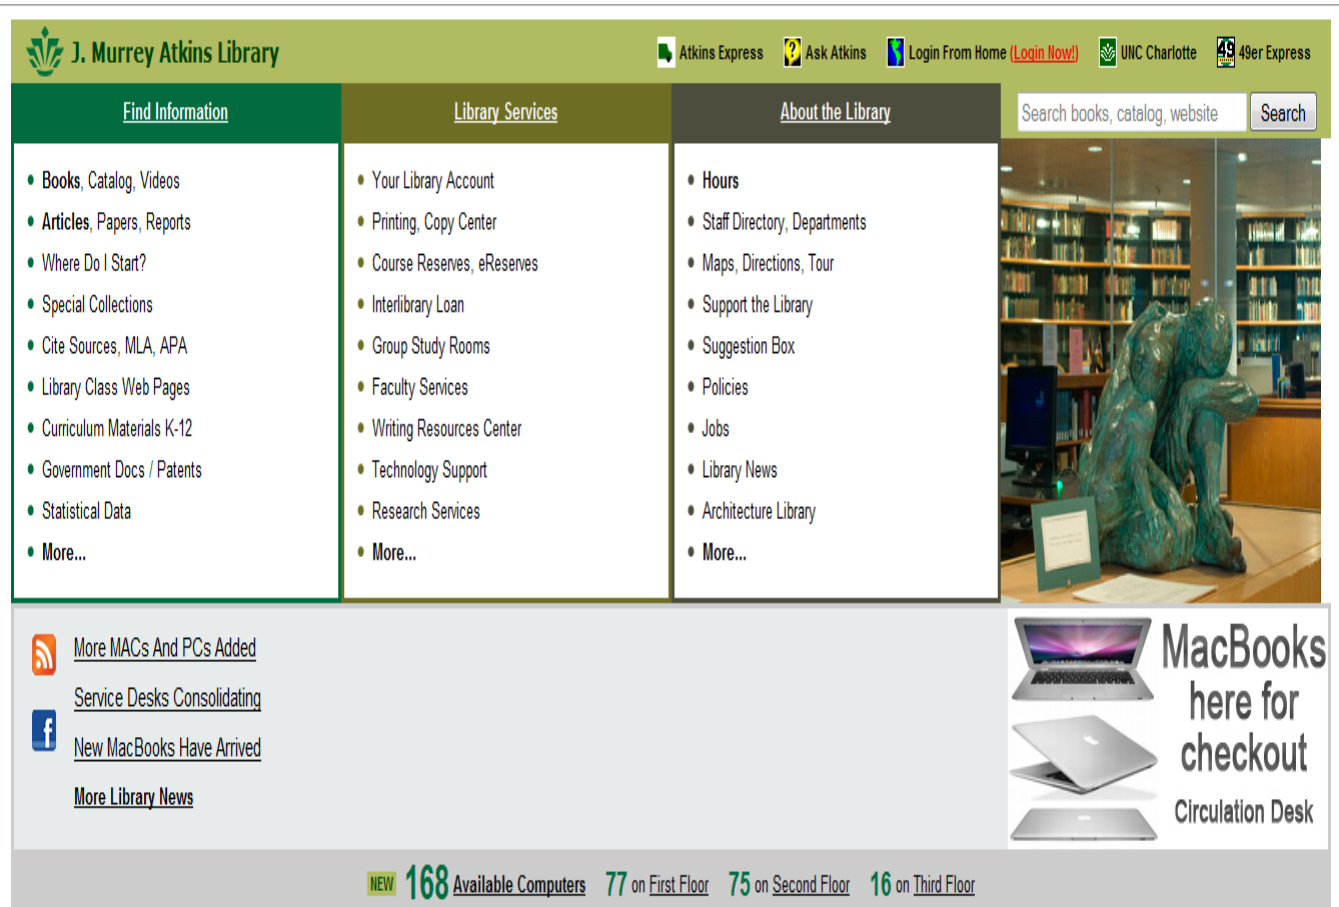 J. Murrey Atkins Library
Atkins Express
? Ask Atkins
Login From Home (Login Now!)
UNC Charlotte
49 49er Express
Find Information
Library Services
About the Library
Search books, catalog, website
Search
Books, Catalog, Videos
Articles, Papers, Reports
Where Do I Start?
Special Collections
Cite Sources, MLA, APA
Library Class Web Pages
Curriculum Materials K-12
Government Docs / Patents
Statistical Data
More...
Your Library Account
Printing, Copy Center
Course Reserves, eReserves
Interlibrary Loan
Group Study Rooms
Faculty Services
Writing Resources Center
Technology Support
Research Services
More...
Hours
Staff Directory, Departments
Maps, Directions, Tour
Support the Library
Suggestion Box
Policies
Jobs
Library News
Architecture Library
More...
More MACs And PCs Added
Service Desks Consolidating
New MacBooks Have Arrived
More Library News
f
MacBooks
here for
checkout
Circulation Desk
NEW 168 Available Computers 77 on First Floor 75 on Second Floor 16 on Third Floor